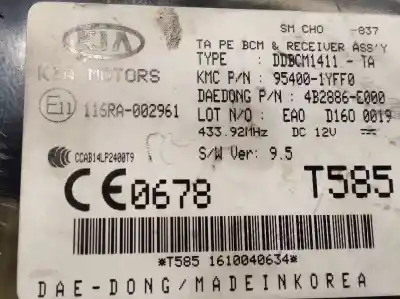 SM CHO -837
KIA
TA PE BCM & RECEIVER ASS'Y
TYPE : DDBCM1411 - TA
KIA MOTORS
KMC P/N : 95400-1YFF0
DAEDONG P/N : 4B2886-E000
E11 116RA-002961
LOT N/O : EAO D160 0019
433.92MHz DC 12V
CCAB14LP2400T9
S/W Ver: 9.5
CE0678 T585
*T585 1610040634*
DAE-DONG/MADEINKOREA